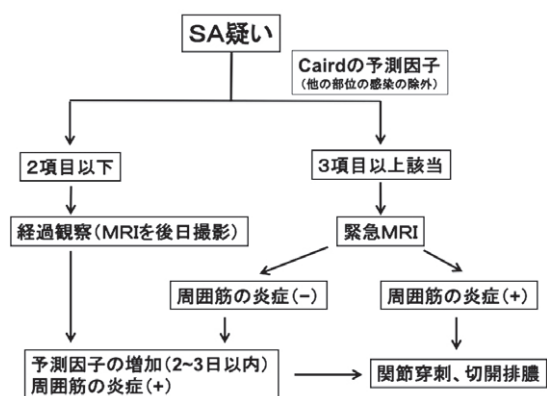 SA疑い
Cairdの予測因子
(他の部位の感染の除外)
2項目以下
3項目以上該当
経過観察(MRIを後日撮影)
緊急MRI
周囲筋の炎症(−)
周囲筋の炎症(+)
予測因子の増加(2~3日以内)
周囲筋の炎症(+)
関節穿刺、切開排膿